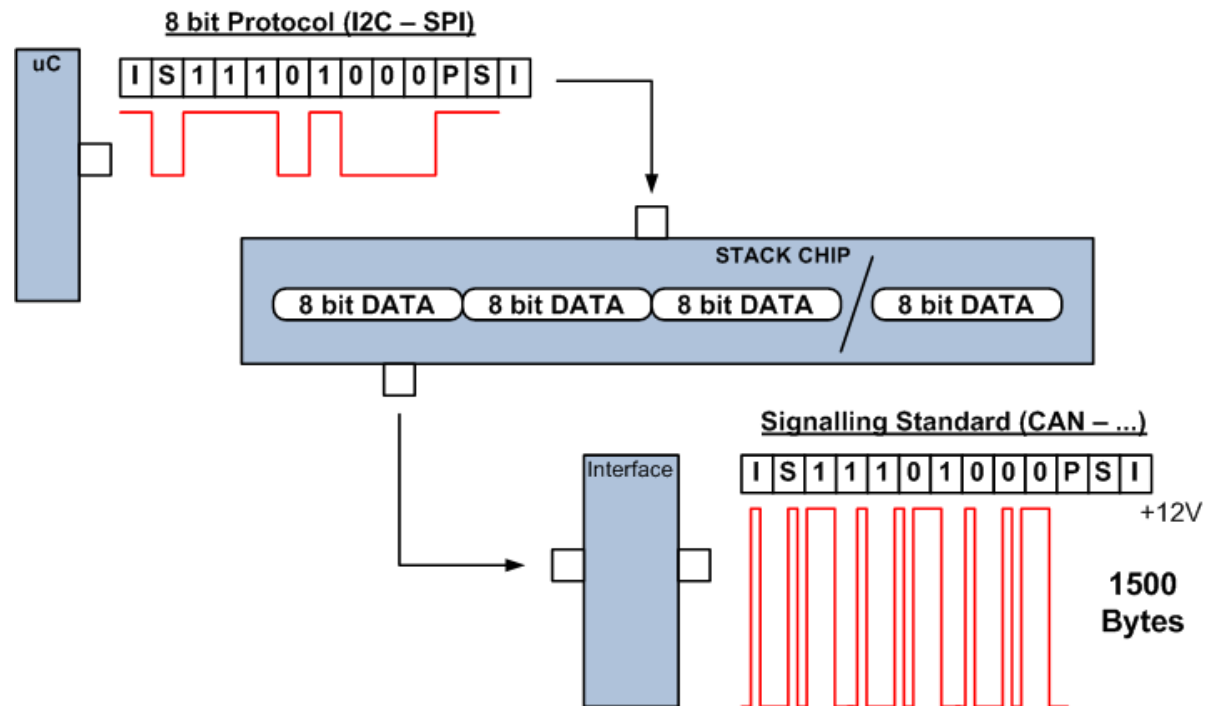 8 bit Protocol (I2C – SPI)
uC
I S 1 1 1 0 1 0 0 0 P S I
STACK CHIP
8 bit DATA 8 bit DATA 8 bit DATA 8 bit DATA
Signalling Standard (CAN – ...)
Interface
I S 1 1 1 0 1 0 0 0 P S I
+12V
1500
Bytes